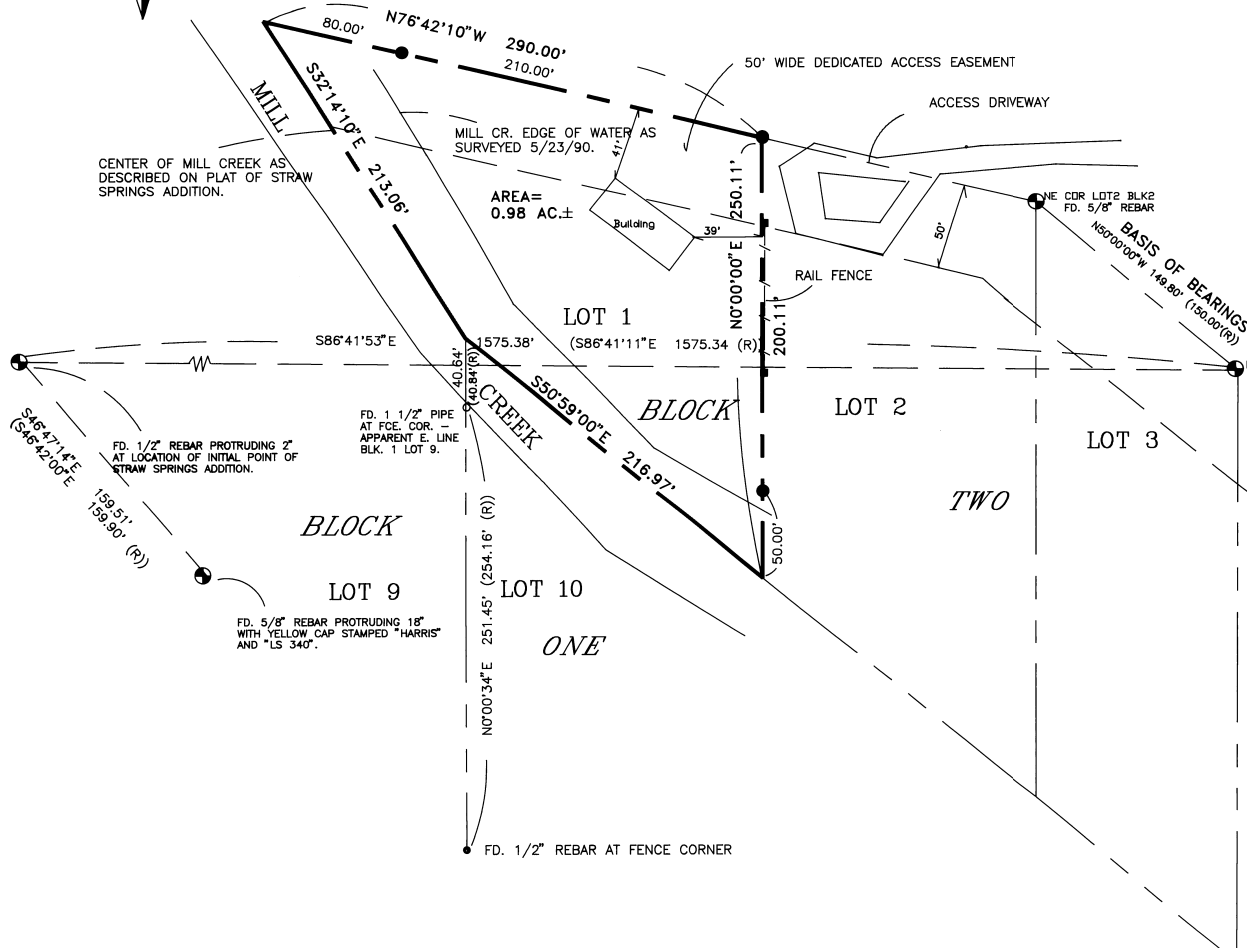 80.00'
N76°42'10"W 290.00'
210.00'
50' WIDE DEDICATED ACCESS EASEMENT
ACCESS DRIVEWAY
S32°14'10"E 213.06'
MILL
MILL CR. EDGE OF WATER AS
SURVEYED 5/23/90.
CENTER OF MILL CREEK AS
DESCRIBED ON PLAT OF STRAW
SPRINGS ADDITION.
41'
AREA=
0.98 AC.±
Building
39'
N0°00'00"E 250.11'
50'
NE COR LOT2 BLK2
FD. 5/8" REBAR
BASIS OF BEARINGS
N50°00'00"W 149.80' (150.00'(R))
RAIL FENCE
200.11'
LOT 1
S86°41'53"E 1575.38' (S86°41'11"E 1575.34 (R))
40.64'
(40.84'(R))
CREEK
S50°59'00"E 216.97'
BLOCK
LOT 2
LOT 3
TWO
FD. 1 1/2" PIPE
AT FCE. COR. –
APPARENT E. LINE
BLK. 1 LOT 9.
S46°47'14"E 159.51'
(S46°42'00"E 159.90' (R))
FD. 1/2" REBAR PROTRUDING 2"
AT LOCATION OF INITIAL POINT OF
STRAW SPRINGS ADDITION.
BLOCK
50.00'
LOT 9
LOT 10
N0°00'34"E 251.45' (254.16' (R))
FD. 5/8" REBAR PROTRUDING 18"
WITH YELLOW CAP STAMPED "HARRIS"
AND "LS 340".
ONE
FD. 1/2" REBAR AT FENCE CORNER